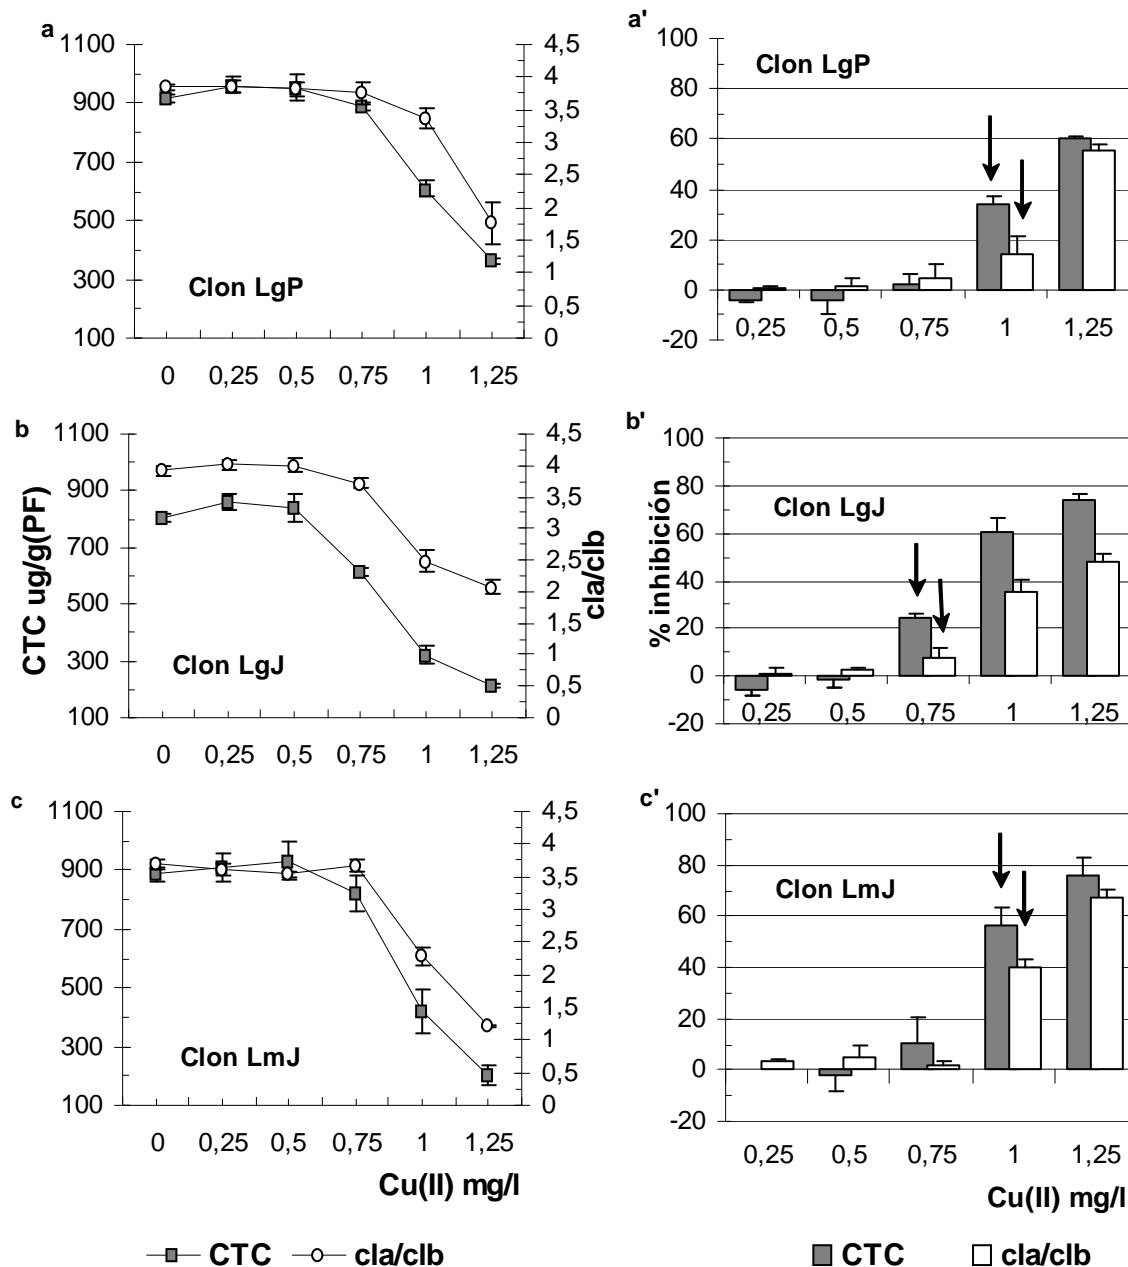 a
1100
900
700
500
300
100
4,5
4
3,5
3
2,5
2
1,5
1
0,5
0
Clon LgP
0 0,25 0,5 0,75 1 1,25
a'
100
80
60
40
20
0
-20
Clon LgP
0,25 0,5 0,75 1 1,25
b
1100
900
700
500
300
100
CTC ug/g(PF)
4,5
4
3,5
3
2,5
2
1,5
1
0,5
0
cla/clb
Clon LgJ
0 0,25 0,5 0,75 1 1,25
b'
100
80
60
40
20
0
-20
% inhibición
Clon LgJ
0,25 0,5 0,75 1 1,25
c
1100
900
700
500
300
100
4,5
4
3,5
3
2,5
2
1,5
1
0,5
0
Clon LmJ
0 0,25 0,5 0,75 1 1,25
Cu(II) mg/l
c'
100
80
60
40
20
0
-20
Clon LmJ
0,25 0,5 0,75 1 1,25
Cu(II) mg/l
CTC cla/clb
CTC cla/clb